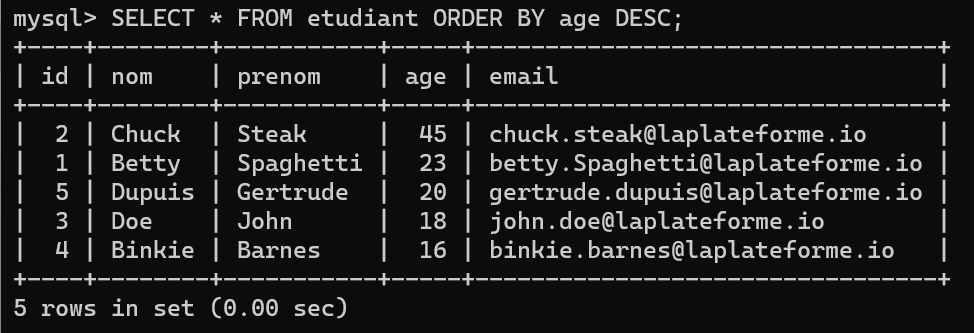 mysql> SELECT * FROM etudiant ORDER BY age DESC;
+----+---------+-----------+-----+--------------------------------+
| id | nom     | prenom    | age | email                          |
+----+---------+-----------+-----+--------------------------------+
|  2 | Chuck   | Steak     |  45 | chuck.steak@laplateforme.io    |
|  1 | Betty   | Spaghetti |  23 | betty.Spaghetti@laplateforme.io |
|  5 | Dupuis  | Gertrude  |  20 | gertrude.dupuis@laplateforme.io |
|  3 | Doe     | John      |  18 | john.doe@laplateforme.io       |
|  4 | Binkie  | Barnes    |  16 | binkie.barnes@laplateforme.io  |
+----+---------+-----------+-----+--------------------------------+
5 rows in set (0.00 sec)